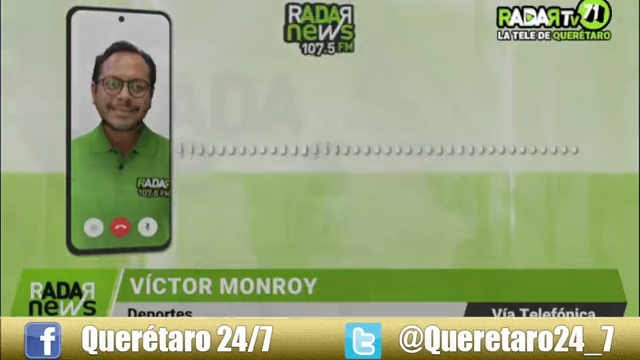 RADAR
news
107.5 FM
RADAR TV 71
LA TELE DE QUERÉTARO
RADAR
107.5 FM
RADAR
news
VÍCTOR MONROY
Deportes
Vía Telefónica
Querétaro 24/7
@Queretaro24_7